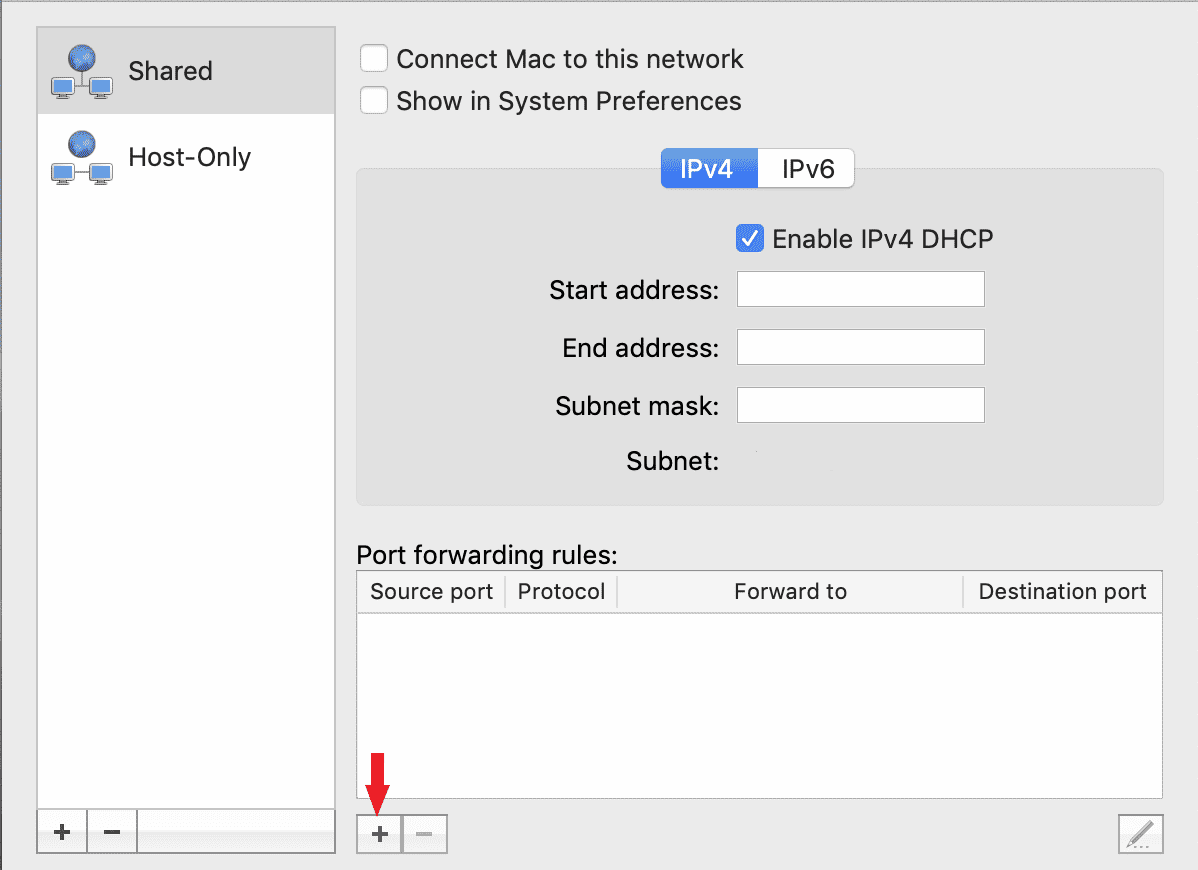 Shared
Host-Only
Connect Mac to this network
Show in System Preferences
IPv4 IPv6
Enable IPv4 DHCP
Start address:
End address:
Subnet mask:
Subnet:
Port forwarding rules:
Source port Protocol Forward to Destination port